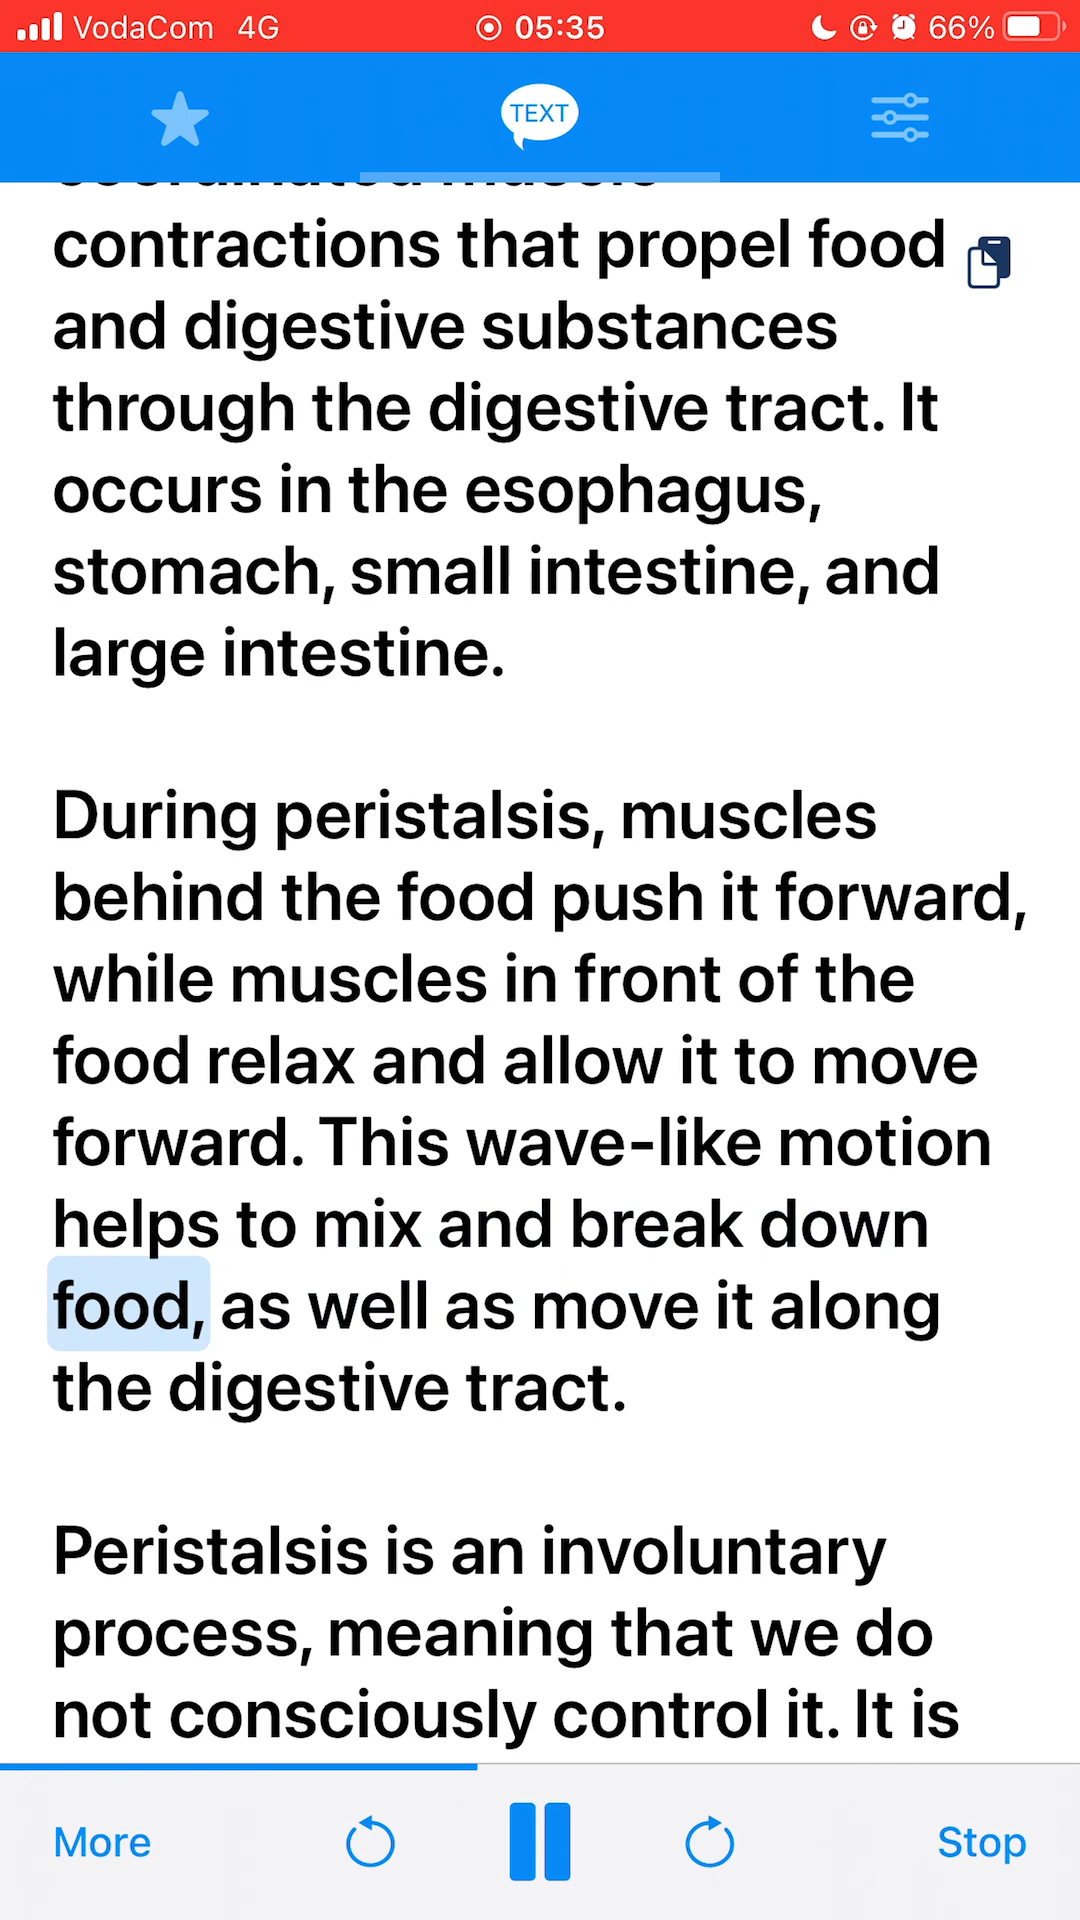 VodaCom 4G 05:35 66%
TEXT
coordinated muscle
contractions that propel food
and digestive substances
through the digestive tract. It
occurs in the esophagus,
stomach, small intestine, and
large intestine.
During peristalsis, muscles
behind the food push it forward,
while muscles in front of the
food relax and allow it to move
forward. This wave-like motion
helps to mix and break down
food, as well as move it along
the digestive tract.
Peristalsis is an involuntary
process, meaning that we do
not consciously control it. It is
More Stop